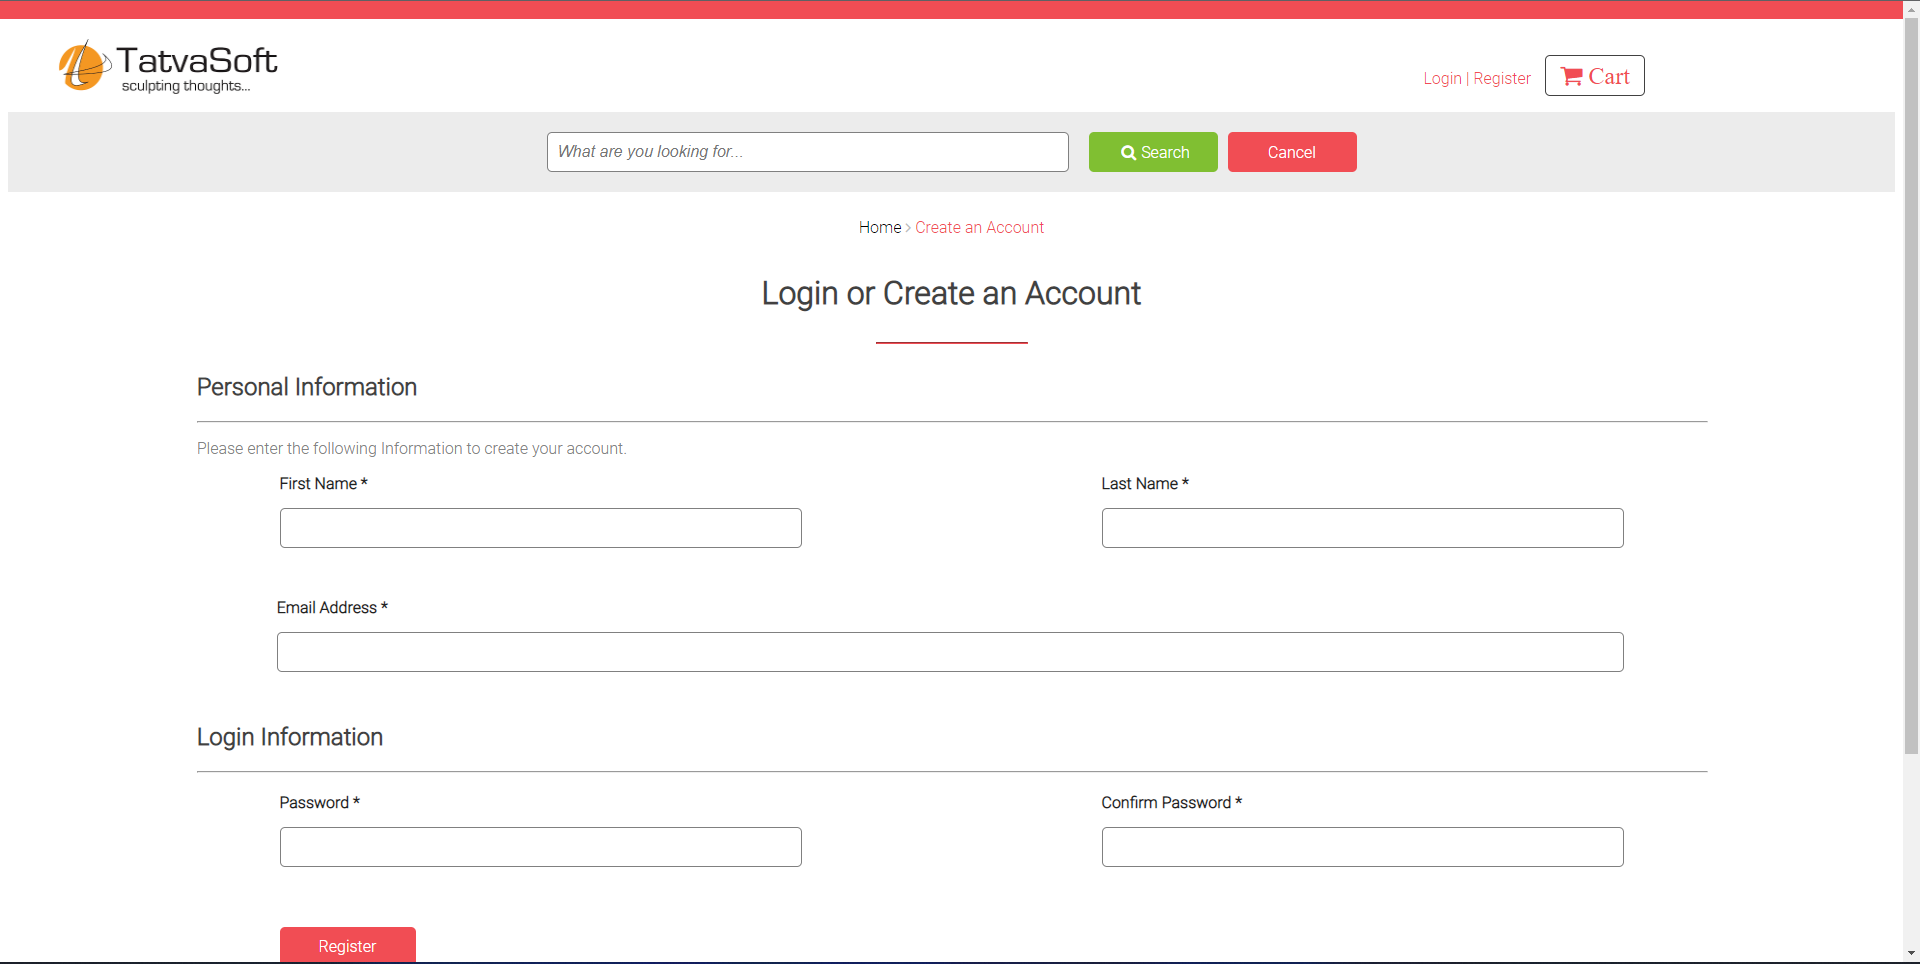 TatvaSoft
sculpting thoughts...
Login | Register
Cart
What are you looking for...
Search
Cancel
Home > Create an Account
Login or Create an Account
Personal Information
Please enter the following Information to create your account.
First Name *
Last Name *
Email Address *
Login Information
Password *
Confirm Password *
Register